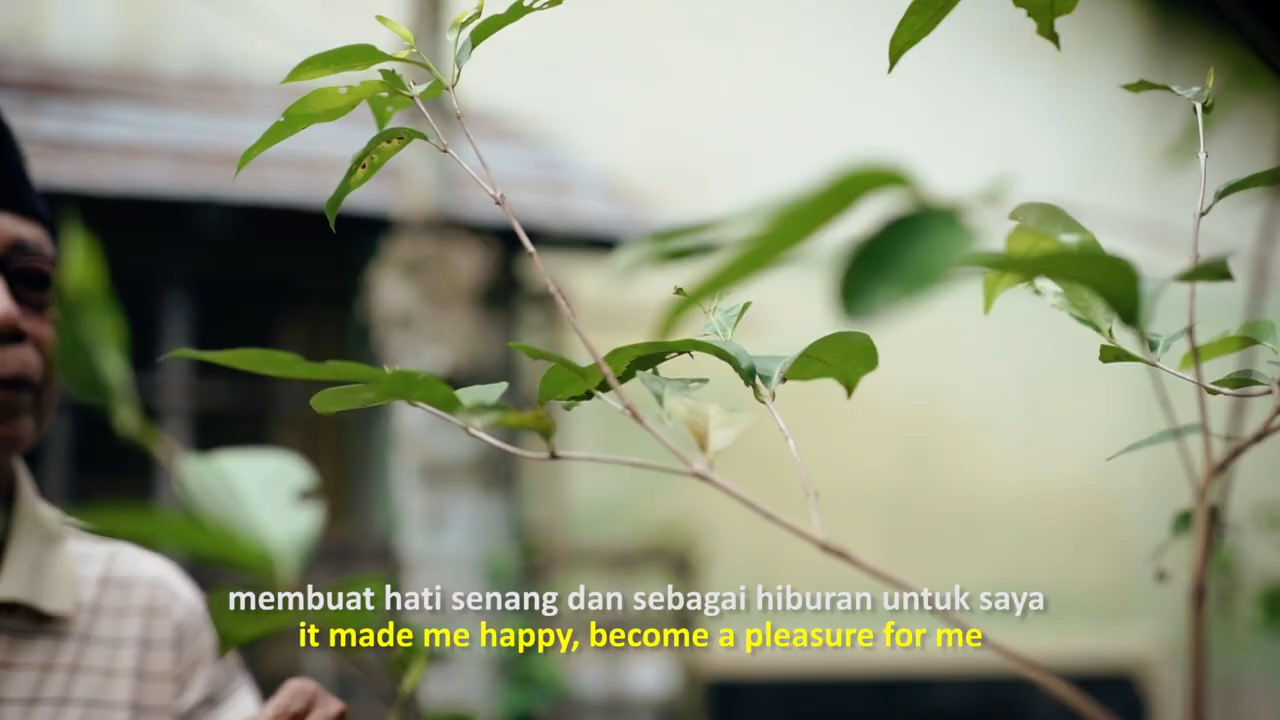 membuat hati senang dan sebagai hiburan untuk saya
it made me happy, become a pleasure for me